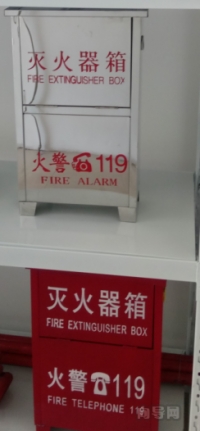 灭火器箱
FIRE EXTINGUISHER BOX
火警☎119
FIRE ALARM
灭火器箱
FIRE EXTINGUISHER BOX
火警☎119
FIRE TELEPHONE 119